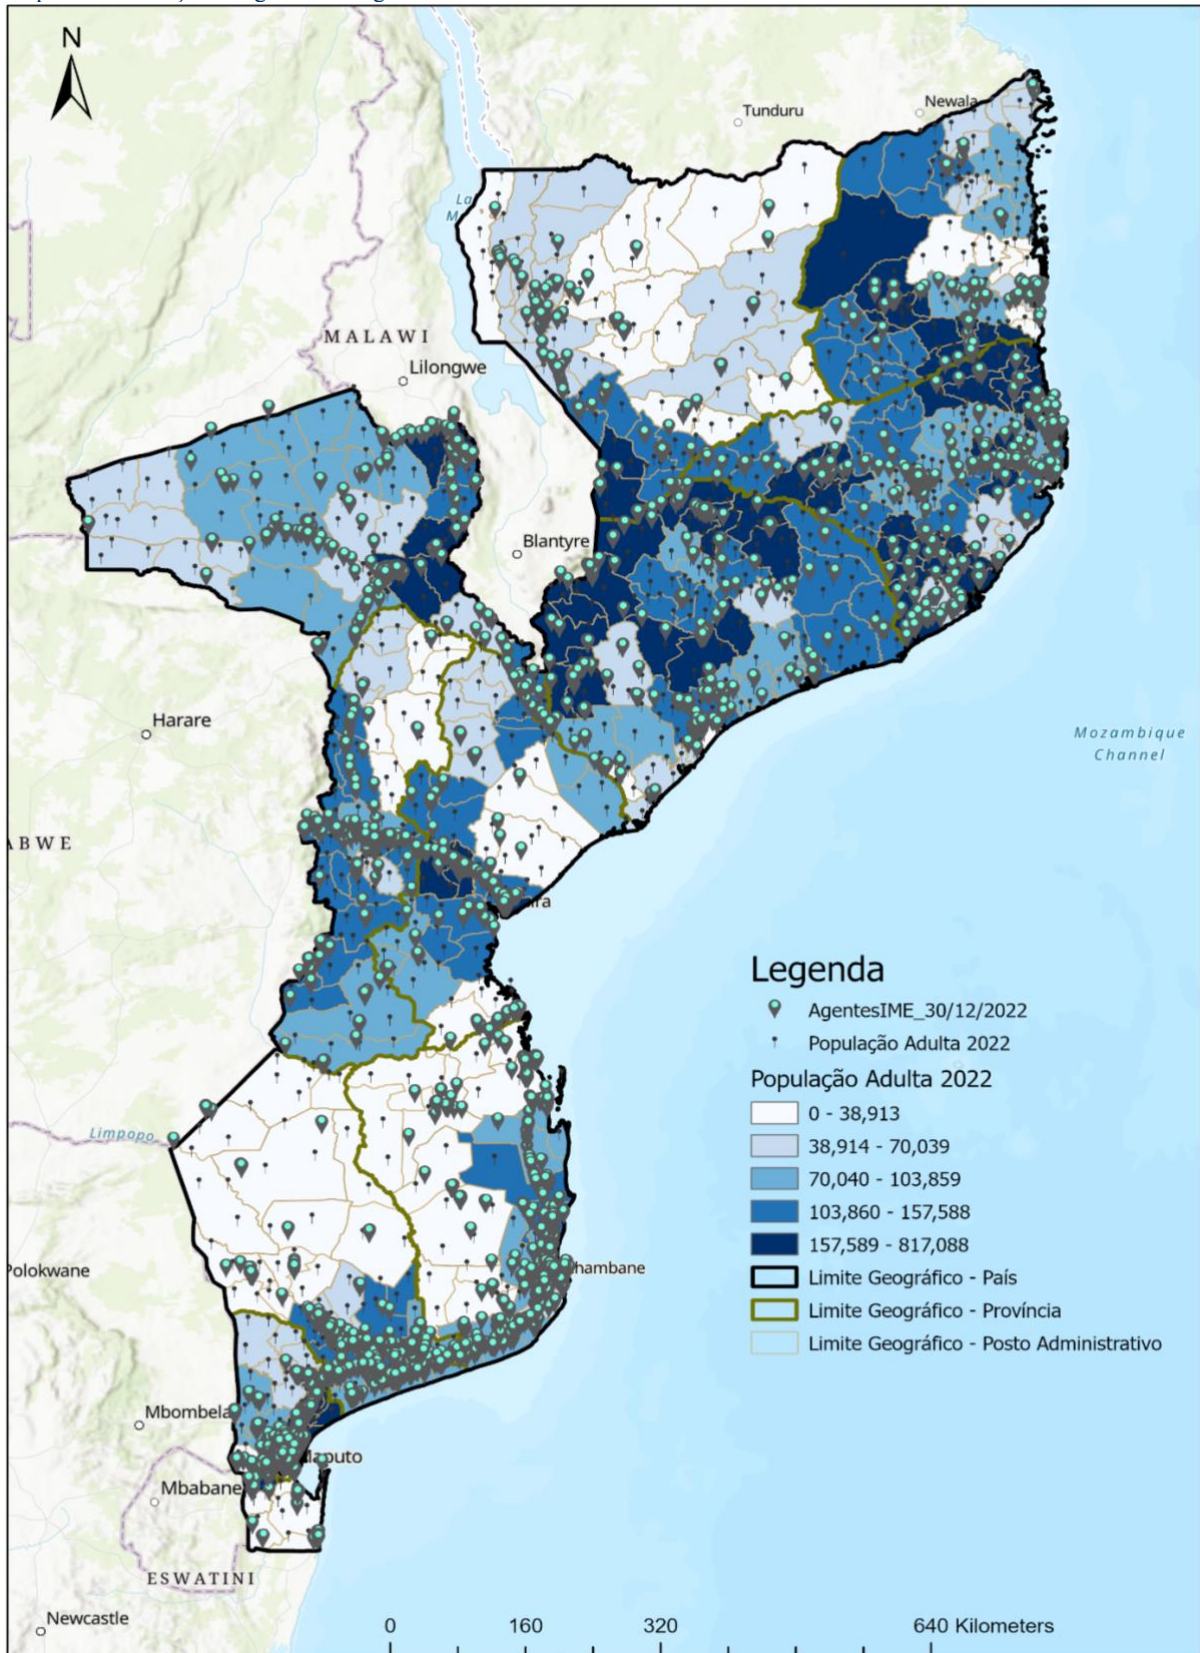 N
Tunduru
Newala
MALAWI
Lilongwe
Blantyre
Harare
Mozambique
Channel
ABWE
Legenda
AgentesIME_30/12/2022
População Adulta 2022
População Adulta 2022
0 - 38,913
38,914 - 70,039
70,040 - 103,859
103,860 - 157,588
157,589 - 817,088
Limite Geográfico - País
Limite Geográfico - Província
Limite Geográfico - Posto Administrativo
Limpopo
Polokwane
nhambane
Mbombela
Maputo
Mbabane
ESWATINI
Newcastle
0 160 320 640 Kilometers